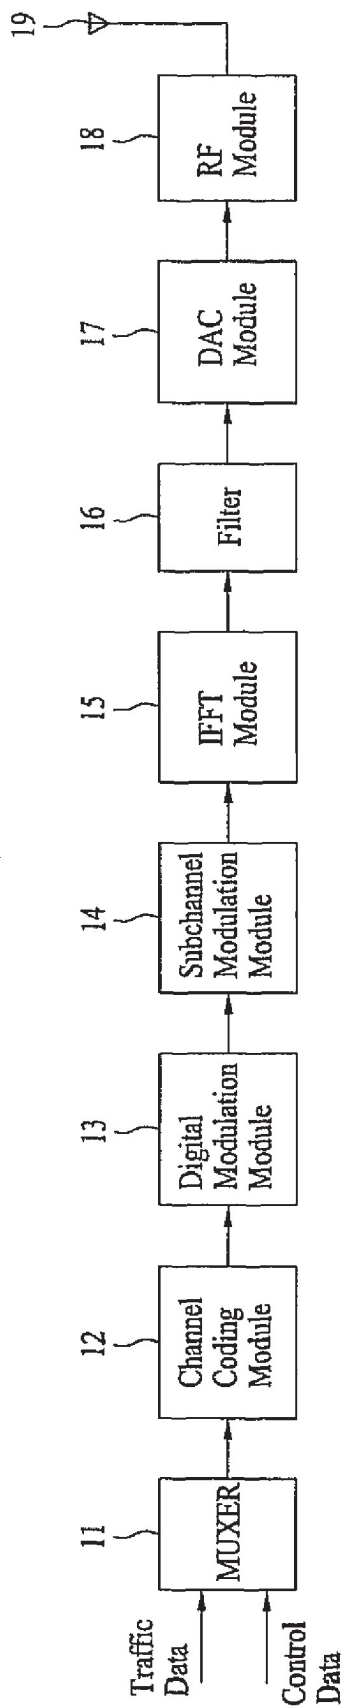 Traffic
Data
Control
Data
11
MUXER
12
Channel
Coding
Module
13
Digital
Modulation
Module
14
Subchannel
Modulation
Module
15
IFFT
Module
16
Filter
17
DAC
Module
18
RF
Module
19